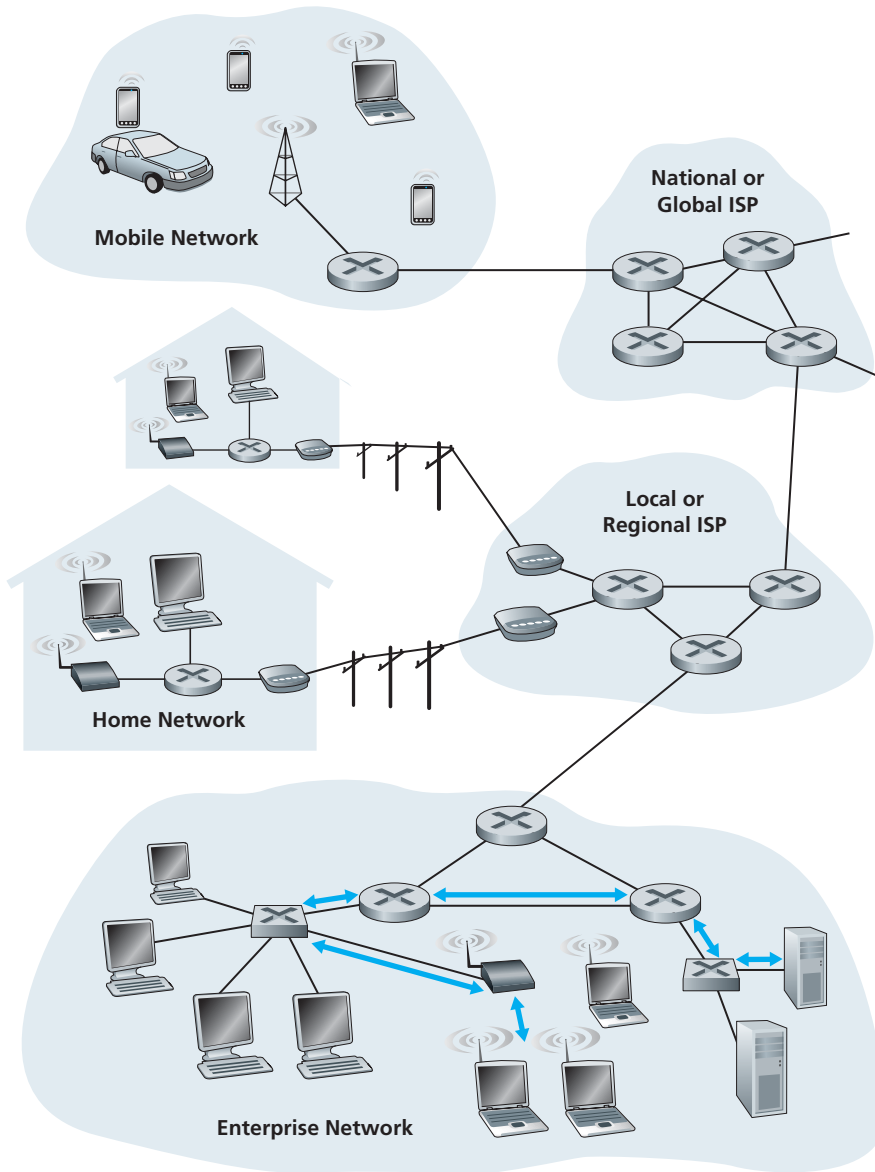 Mobile Network
National or
Global ISP
Local or
Regional ISP
Home Network
Enterprise Network